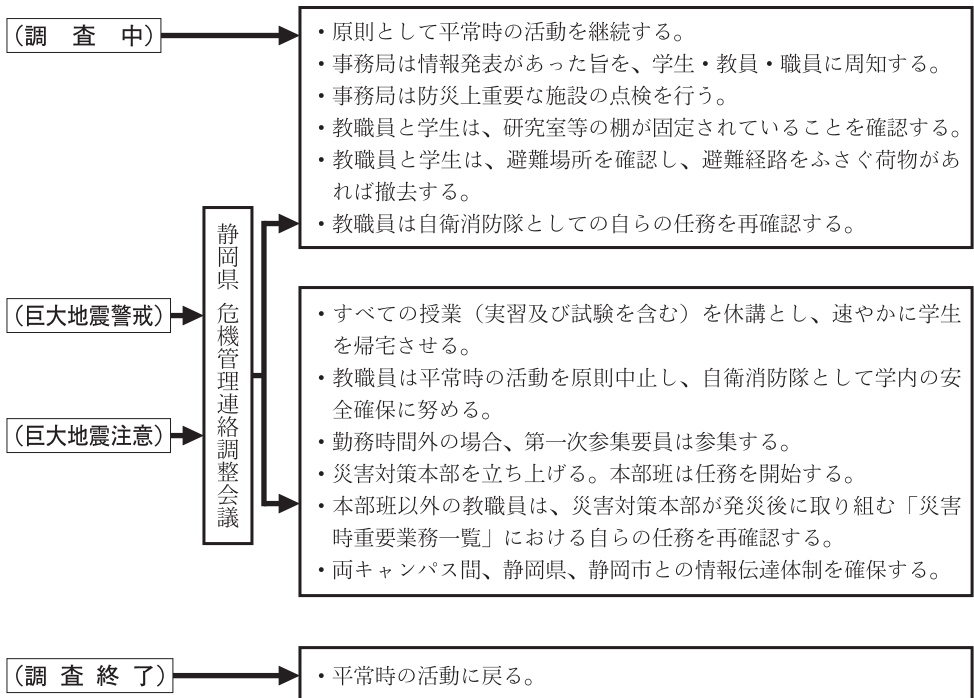 (調査中)
・原則として平常時の活動を継続する。
・事務局は情報発表があった旨を、学生・教員・職員に周知する。
・事務局は防災上重要な施設の点検を行う。
・教職員と学生は、研究室等の棚が固定されていることを確認する。
・教職員と学生は、避難場所を確認し、避難経路をふさぐ荷物があ
れば撤去する。
・教職員は自衛消防隊としての自らの任務を再確認する。
静岡県 危機管理連絡調整会議
(巨大地震警戒)
(巨大地震注意)
・すべての授業（実習及び試験を含む）を休講とし、速やかに学生
を帰宅させる。
・教職員は平常時の活動を原則中止し、自衛消防隊として学内の安
全確保に努める。
・勤務時間外の場合、第一次参集要員は参集する。
・災害対策本部を立ち上げる。本部班は任務を開始する。
・本部班以外の教職員は、災害対策本部が発災後に取り組む「災害
時重要業務一覧」における自らの任務を再確認する。
・両キャンパス間、静岡県、静岡市との情報伝達体制を確保する。
(調査終了)
・平常時の活動に戻る。